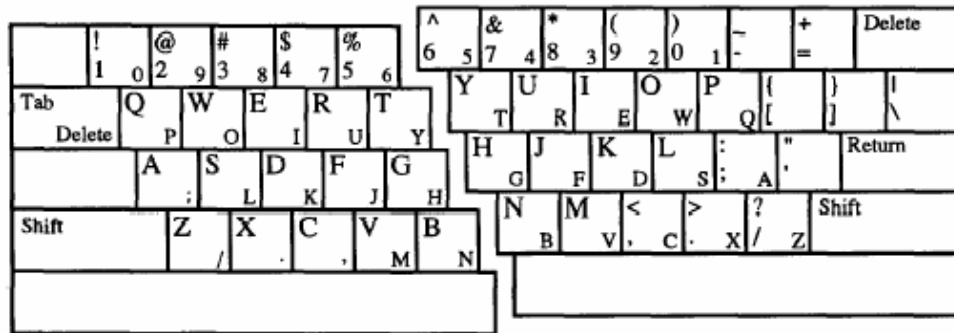 ! @ # $ % ^ & * ( ) _ + Delete
1 0 2 9 3 8 4 7 5 6 6 5 7 4 8 3 9 2 0 1 - =
Tab Q W E R T Y U I O P { } |
Delete P O I U Y T R E W Q [ ] \
A S D F G H J K L : " Return
; L K J H G F D S ; A '
Shift Z X C V B N M < > ? Shift
/ . , M N B V , C . X / Z